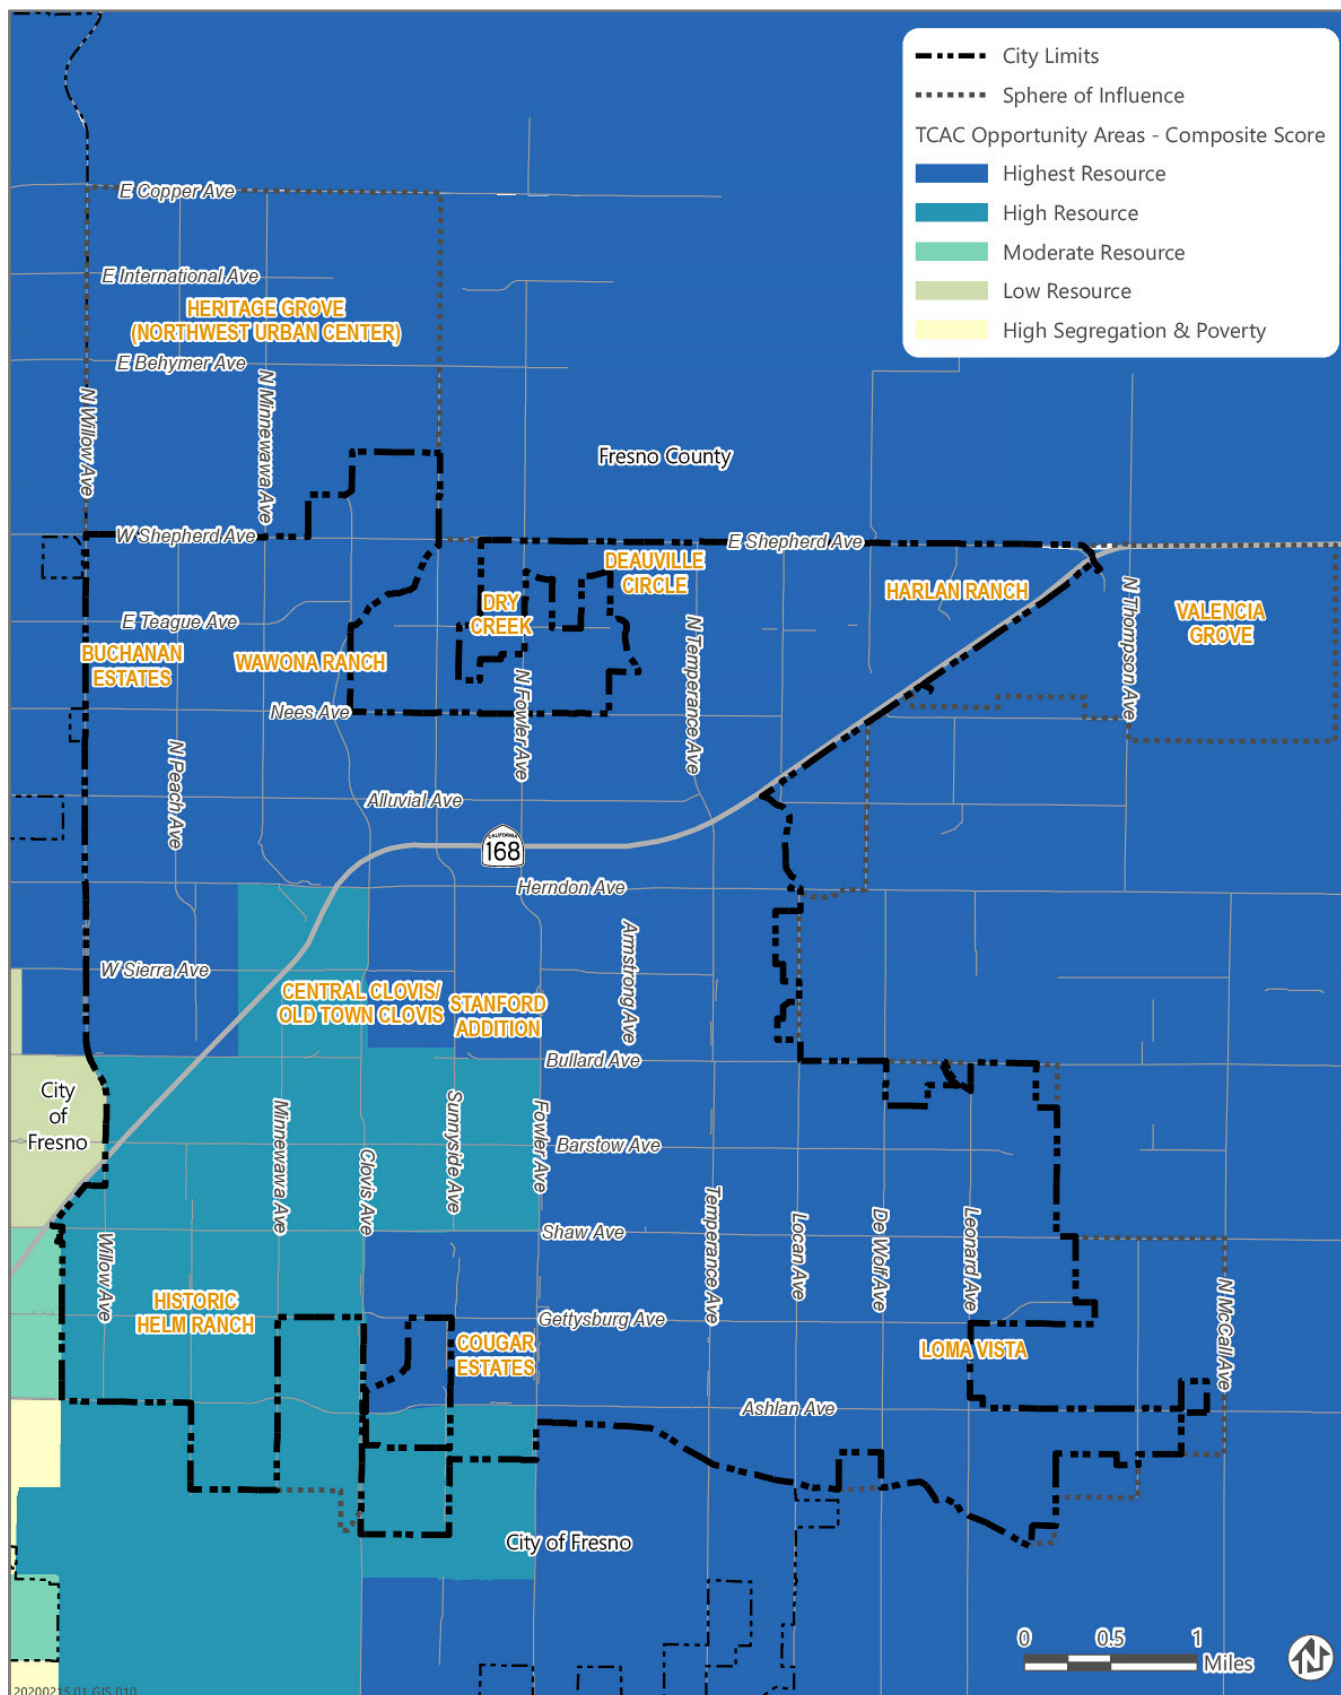 City Limits
Sphere of Influence
TCAC Opportunity Areas - Composite Score
Highest Resource
High Resource
Moderate Resource
Low Resource
High Segregation & Poverty
E Copper Ave
E International Ave
HERITAGE GROVE
(NORTHWEST URBAN CENTER)
E Behymer Ave
N Willow Ave
N Minnewawa Ave
Fresno County
W Shepherd Ave
E Shepherd Ave
DEAUVILLE
CIRCLE
HARLAN RANCH
DRY
CREEK
N Thompson Ave
VALENCIA
GROVE
E Teague Ave
BUCHANAN
ESTATES
WAWONA RANCH
N Temperance Ave
N Fowler Ave
Nees Ave
N Peach Ave
Alluvial Ave
CALIFORNIA
168
Herndon Ave
Armstrong Ave
W Sierra Ave
CENTRAL CLOVIS/
OLD TOWN CLOVIS
STANFORD
ADDITION
Bullard Ave
City
of
Fresno
Minnewawa Ave
Clovis Ave
Sunnyside Ave
Fowler Ave
Barstow Ave
Temperance Ave
Locan Ave
De Wolf Ave
Leonard Ave
Shaw Ave
Willow Ave
N McCall Ave
HISTORIC
HELM RANCH
Gettysburg Ave
COUGAR
ESTATES
LOMA VISTA
Ashlan Ave
City of Fresno
0 0.5 1
Miles
N
20200215.01 GIS 010